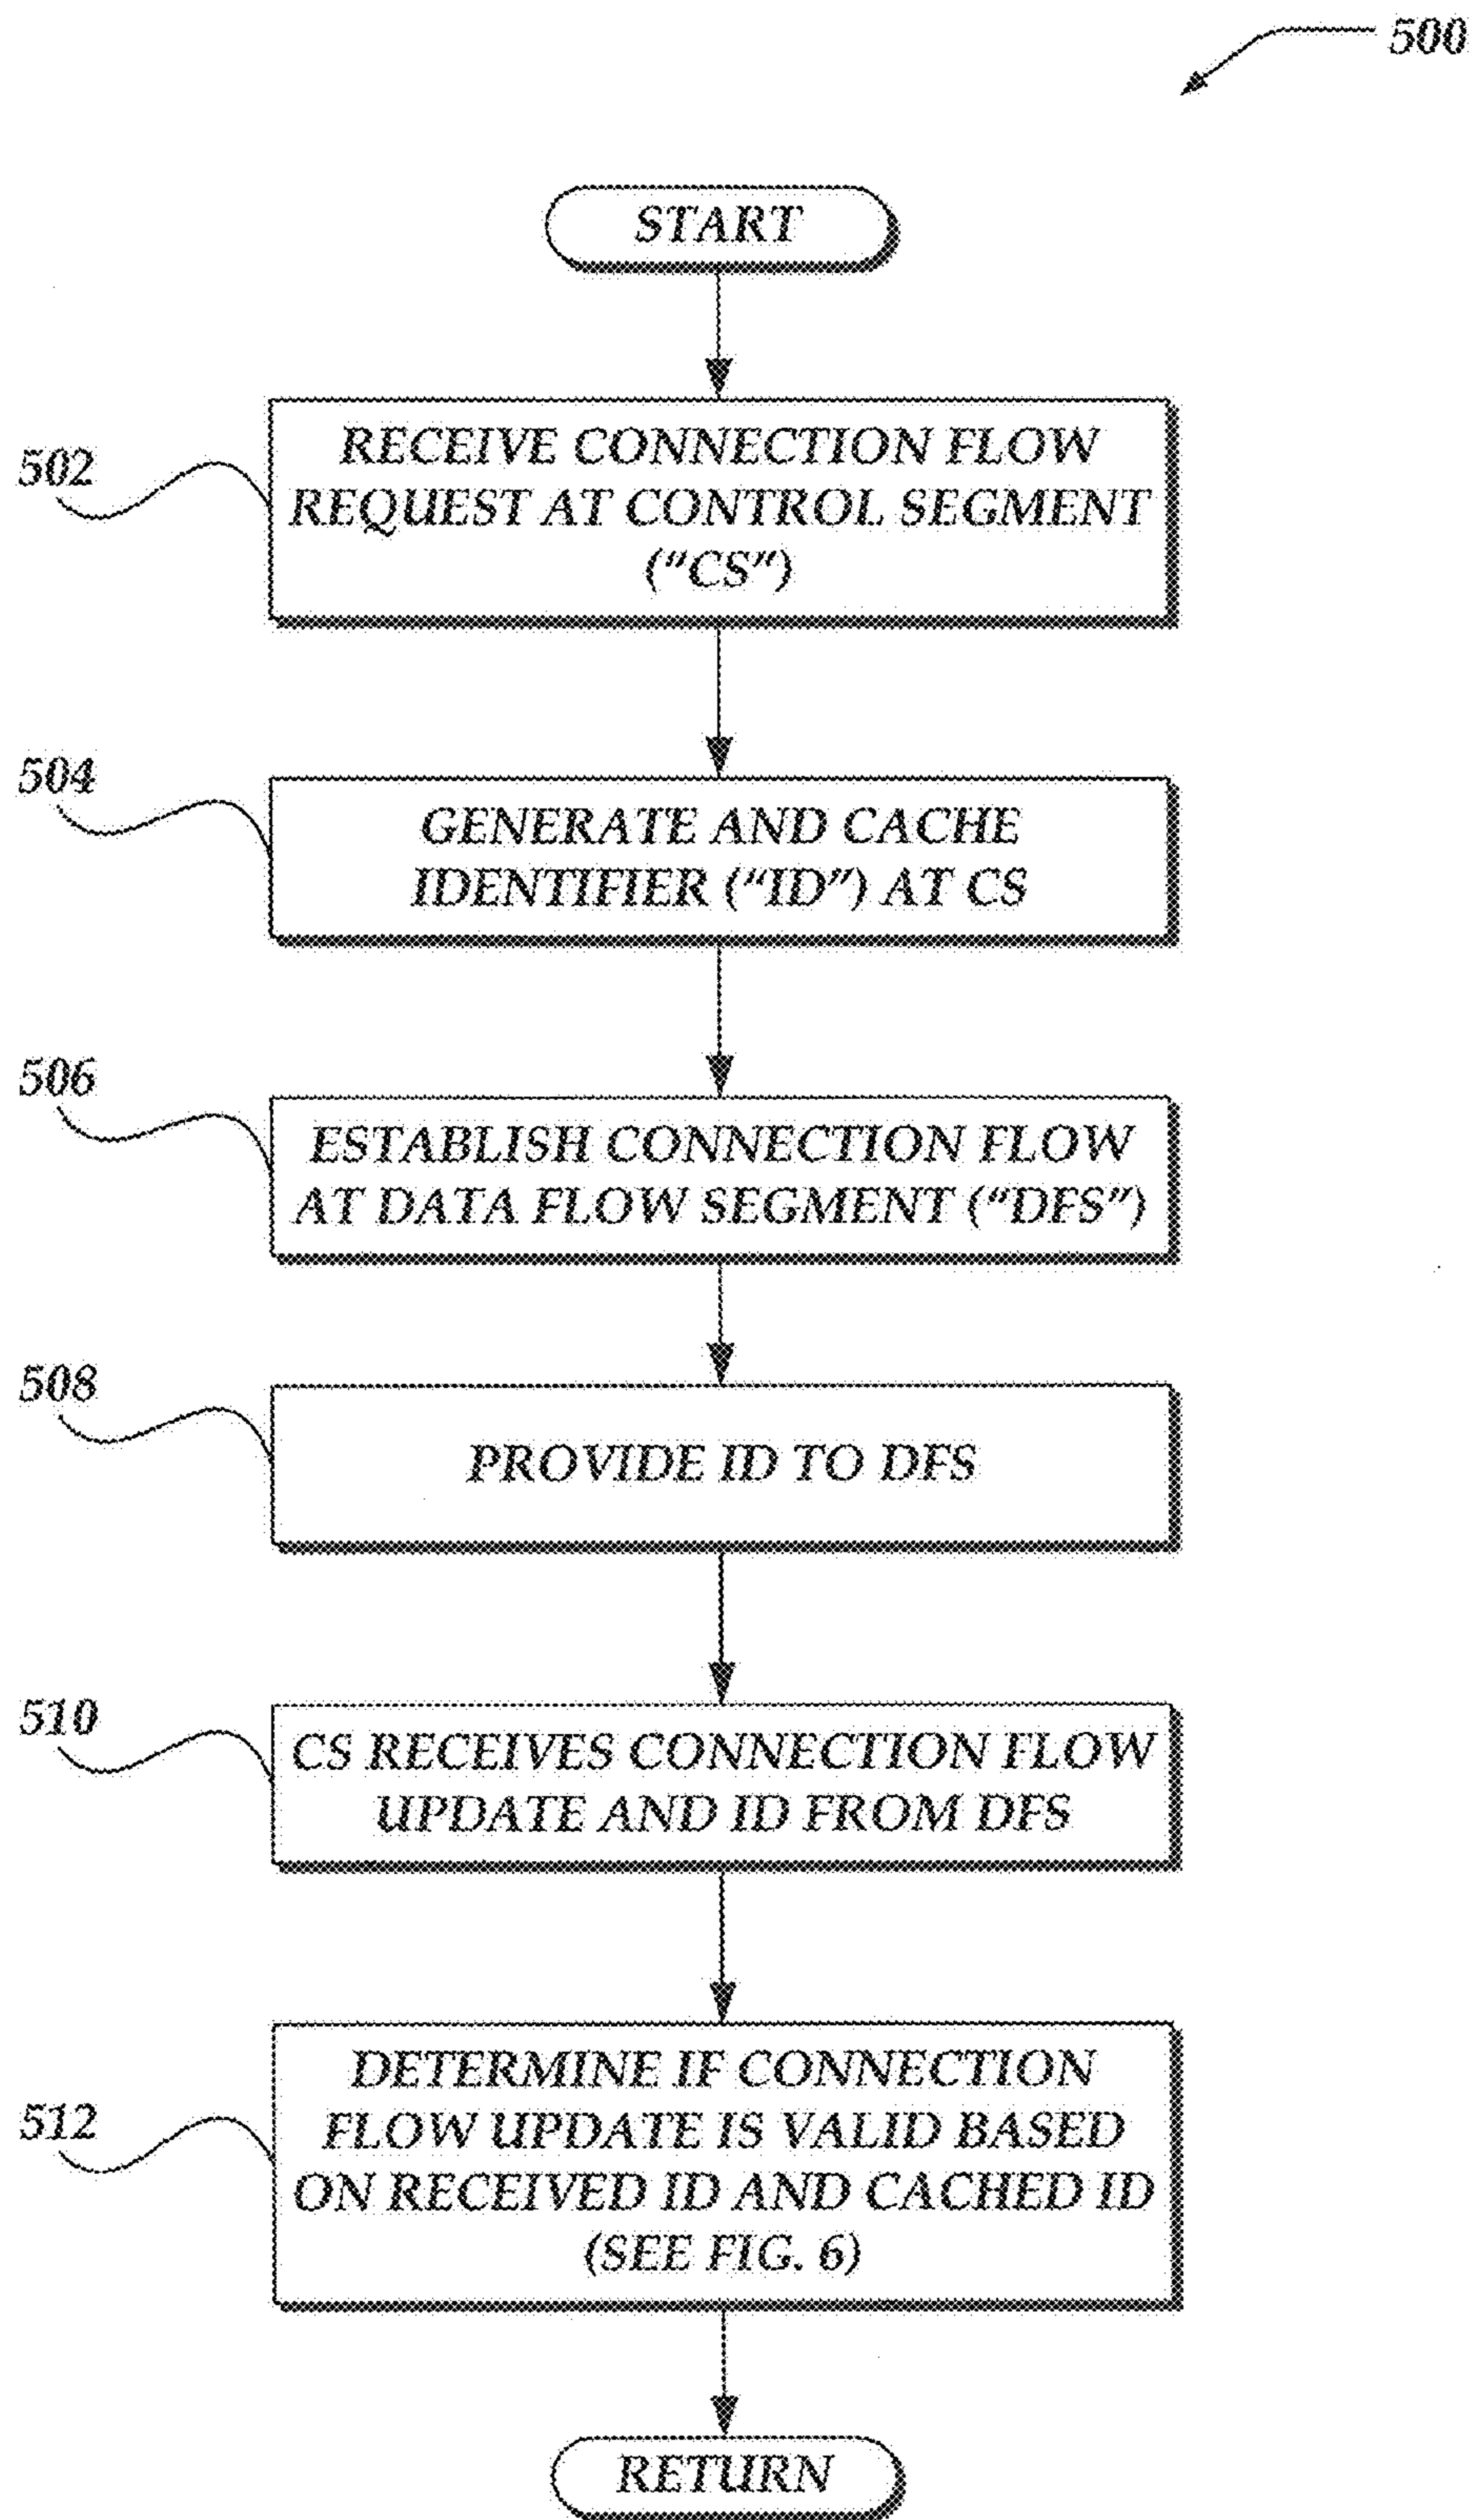 500
START
502
RECEIVE CONNECTION FLOW
REQUEST AT CONTROL SEGMENT
("CS")
504
GENERATE AND CACHE
IDENTIFIER ("ID") AT CS
506
ESTABLISH CONNECTION FLOW
AT DATA FLOW SEGMENT ("DFS")
508
PROVIDE ID TO DFS
510
CS RECEIVES CONNECTION FLOW
UPDATE AND ID FROM DFS
512
DETERMINE IF CONNECTION
FLOW UPDATE IS VALID BASED
ON RECEIVED ID AND CACHED ID
(SEE FIG. 6)
RETURN